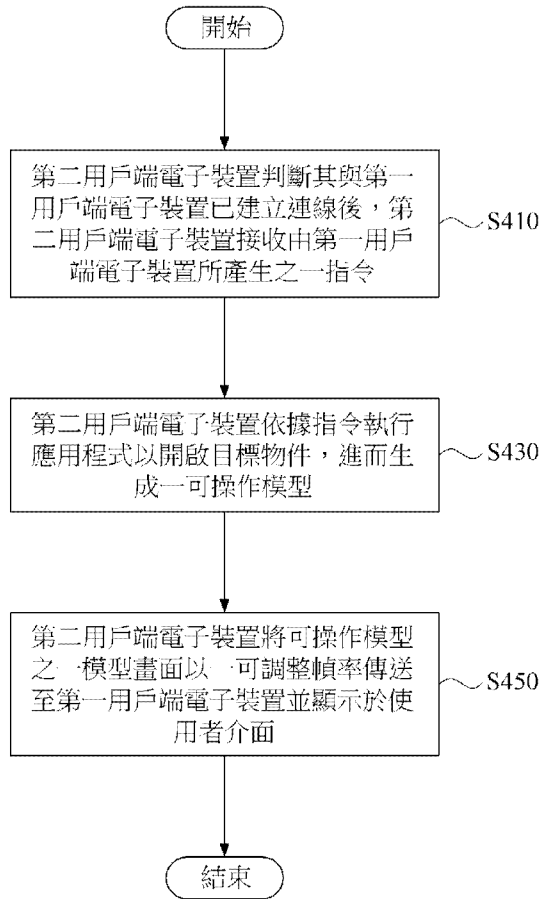 開始
第二用戶端電子裝置判斷其與第一
用戶端電子裝置已建立連線後，第
二用戶端電子裝置接收由第一用戶
端電子裝置所產生之一指令
S410
第二用戶端電子裝置依據指令執行
應用程式以開啟目標物件，進而生
成一可操作模型
S430
第二用戶端電子裝置將可操作模型
之一模型畫面以一可調整幀率傳送
至第一用戶端電子裝置並顯示於使
用者介面
S450
結束